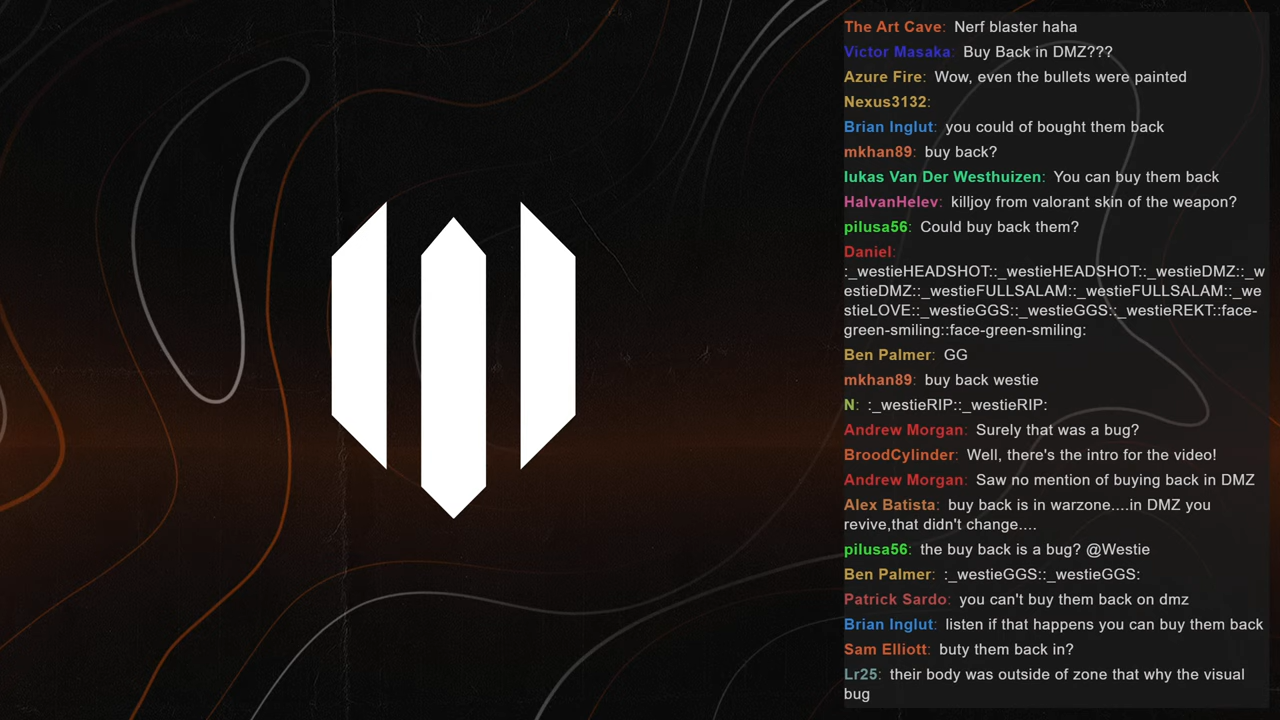 The Art Cave: Nerf blaster haha
Victor Masaka: Buy Back in DMZ???
Azure Fire: Wow, even the bullets were painted
Nexus3132:
Brian Inglut: you could of bought them back
mkhan89: buy back?
lukas Van Der Westhuizen: You can buy them back
HalvanHelev: killjoy from valorant skin of the weapon?
pilusa56: Could buy back them?
Daniel:
:_westieHEADSHOT::_westieHEADSHOT::_westieDMZ::_w
estieDMZ::_westieFULLSALAM::_westieFULLSALAM::_we
stieLOVE::_westieGGS::_westieGGS::_westieREKT::face-
green-smiling::face-green-smiling:
Ben Palmer: GG
mkhan89: buy back westie
N: :_westieRIP::_westieRIP:
Andrew Morgan: Surely that was a bug?
BroodCylinder: Well, there's the intro for the video!
Andrew Morgan: Saw no mention of buying back in DMZ
Alex Batista: buy back is in warzone....in DMZ you
revive,that didn't change....
pilusa56: the buy back is a bug? @Westie
Ben Palmer: :_westieGGS::_westieGGS:
Patrick Sardo: you can't buy them back on dmz
Brian Inglut: listen if that happens you can buy them back
Sam Elliott: buty them back in?
Lr25: their body was outside of zone that why the visual
bug